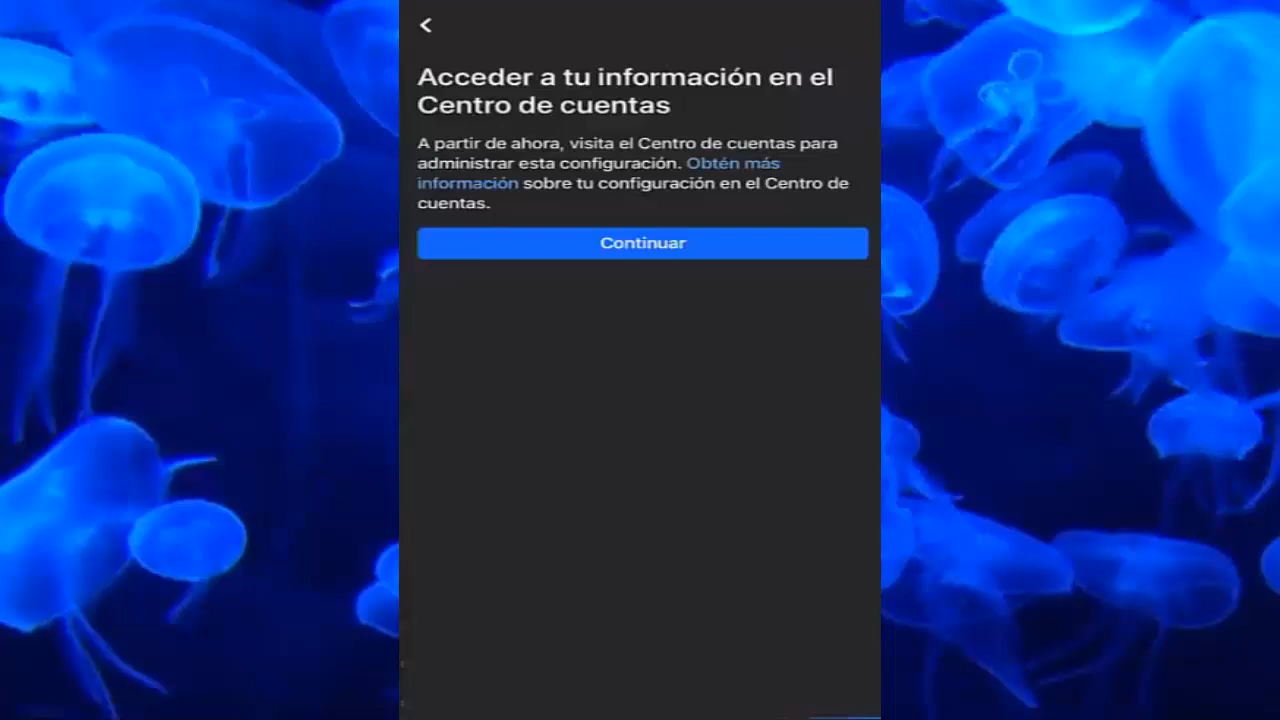 Acceder a tu información en el
Centro de cuentas
A partir de ahora, visita el Centro de cuentas para
administrar esta configuración. Obtén más
información sobre tu configuración en el Centro de
cuentas.
Continuar